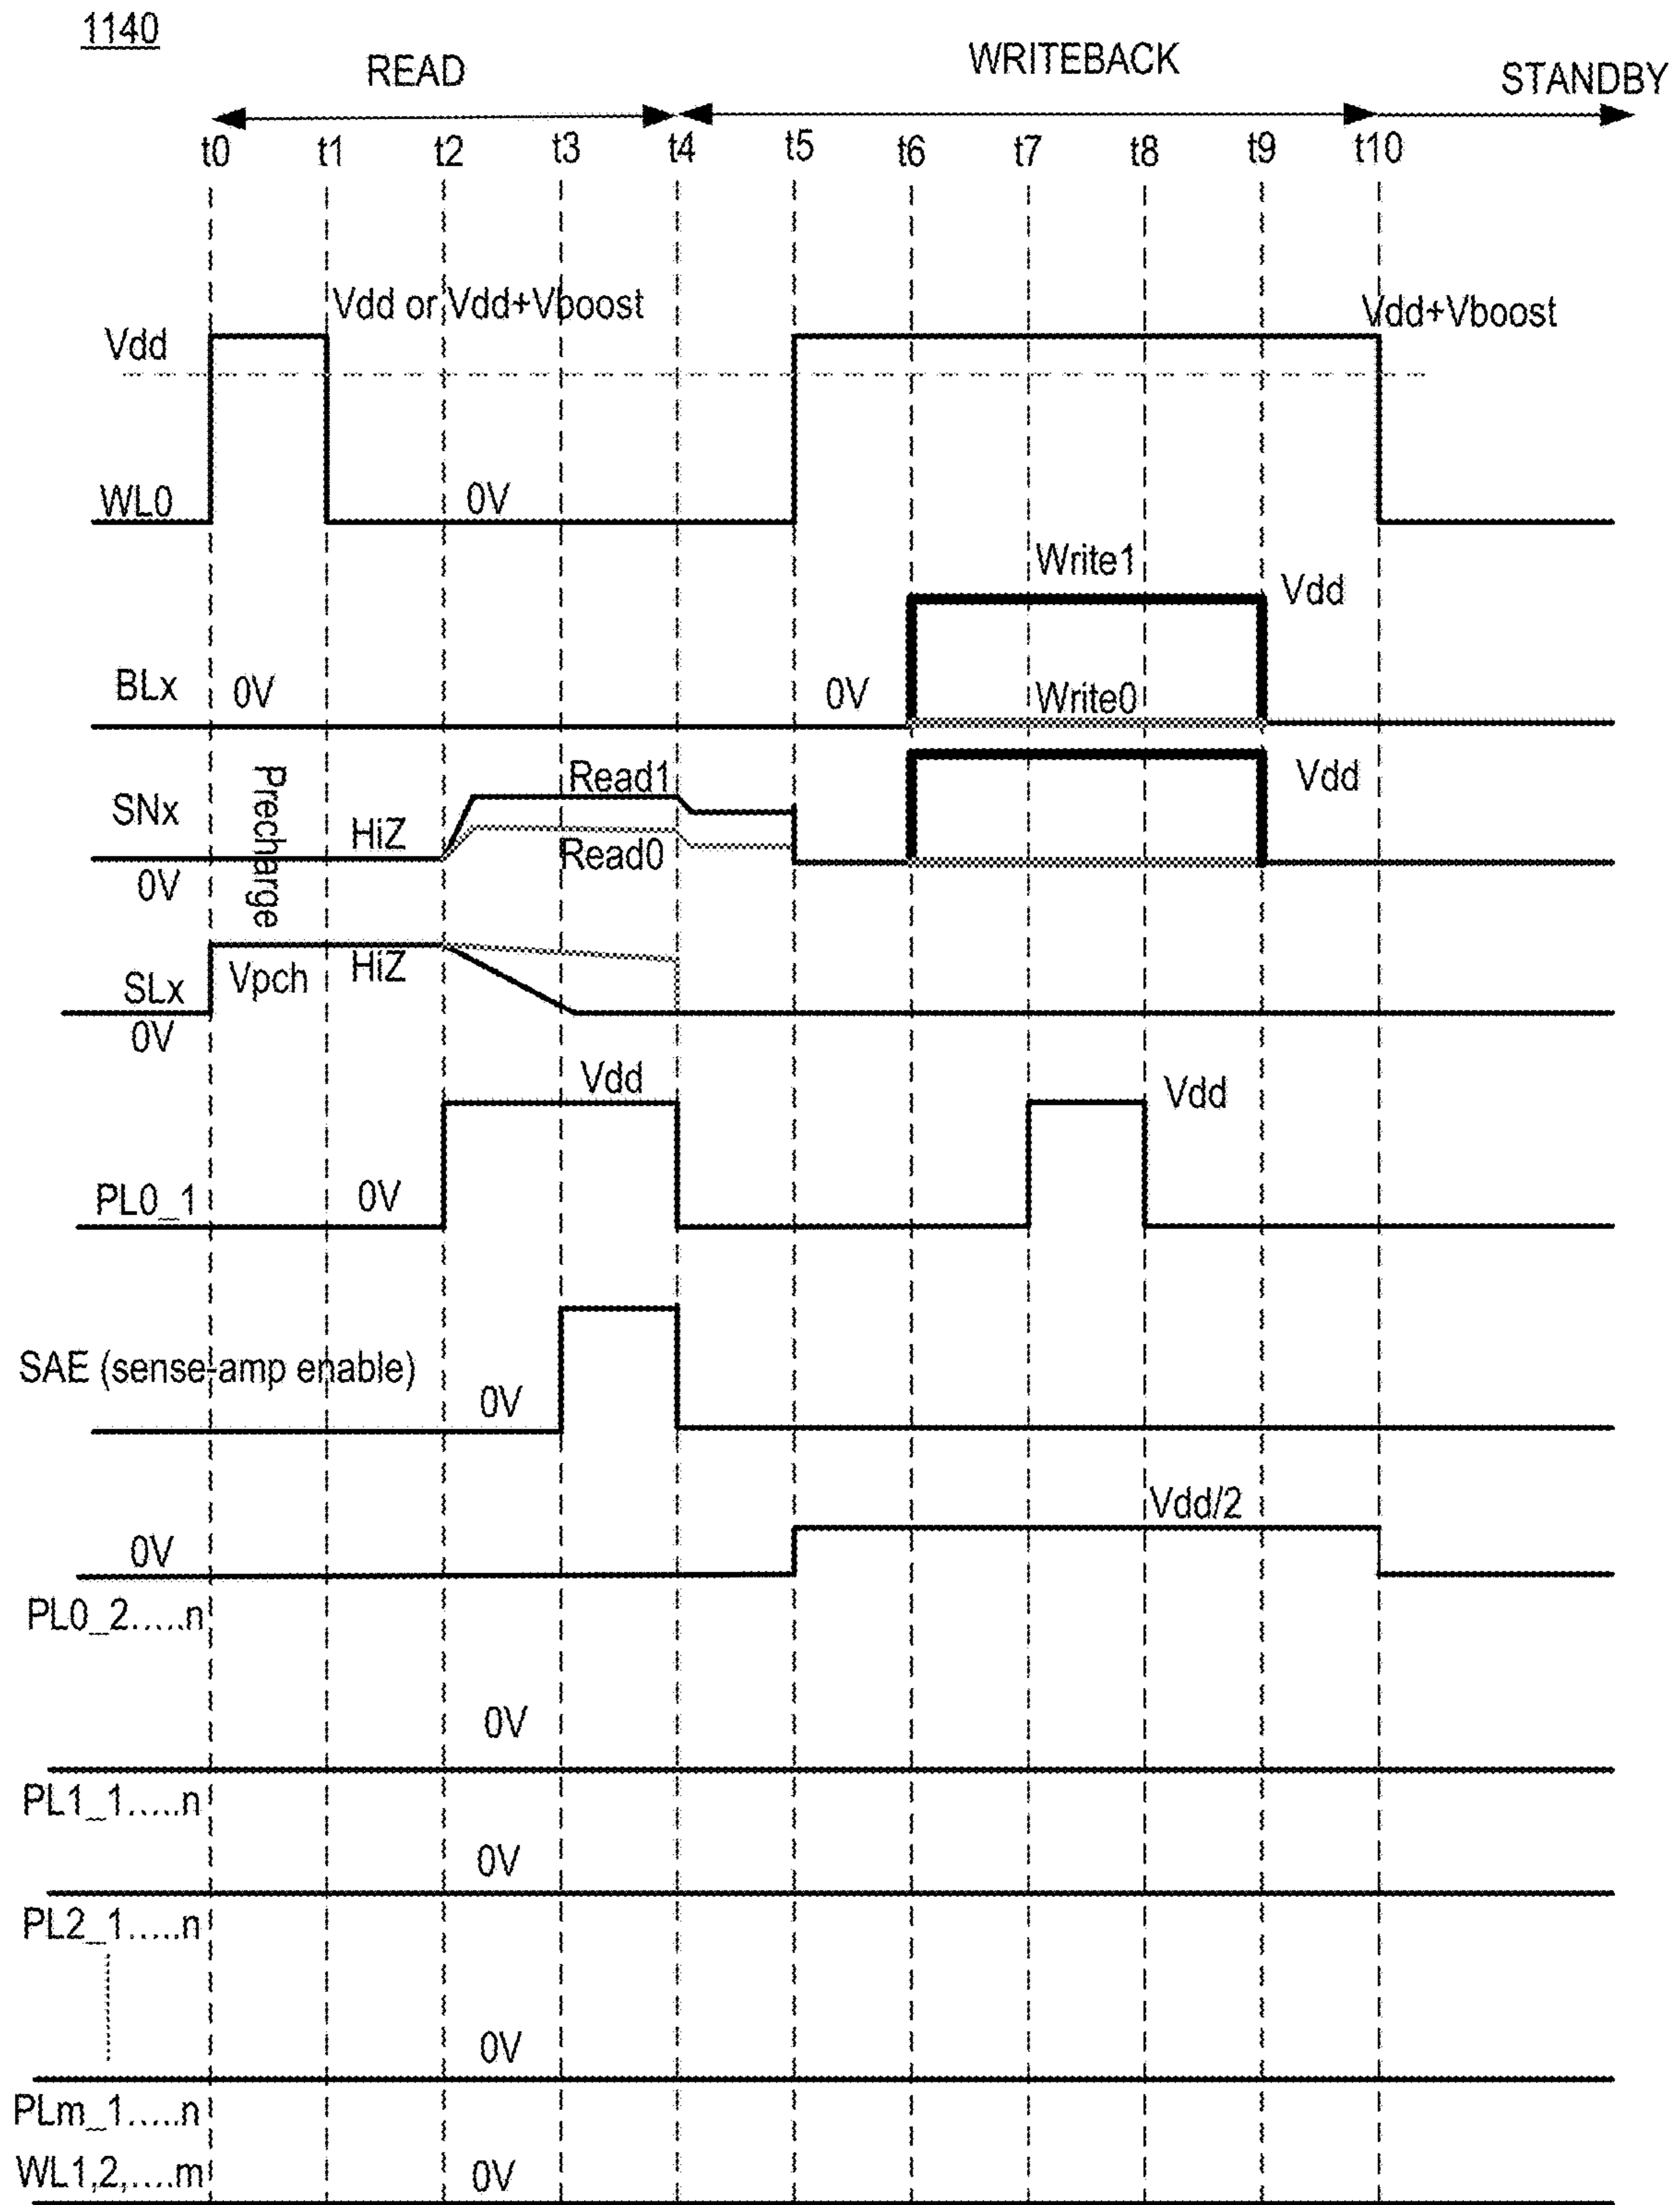 1140
READ
WRITEBACK
STANDBY
t0 t1 t2 t3 t4 t5 t6 t7 t8 t9 t10
Vdd or Vdd+Vboost
Vdd+Vboost
Vdd
WL0
0V
Write1
Vdd
BLx
0V
0V
Write0
Precharge
SNx
HiZ
Read1
Read0
Vdd
0V
SLx
Vpch
HiZ
0V
Vdd
Vdd
PL0_1
0V
SAE (sense-amp enable)
0V
Vdd/2
0V
PL0_2.....n
0V
PL1_1.....n
0V
PL2_1.....n
0V
PLm_1.....n
WL1,2,....m
0V